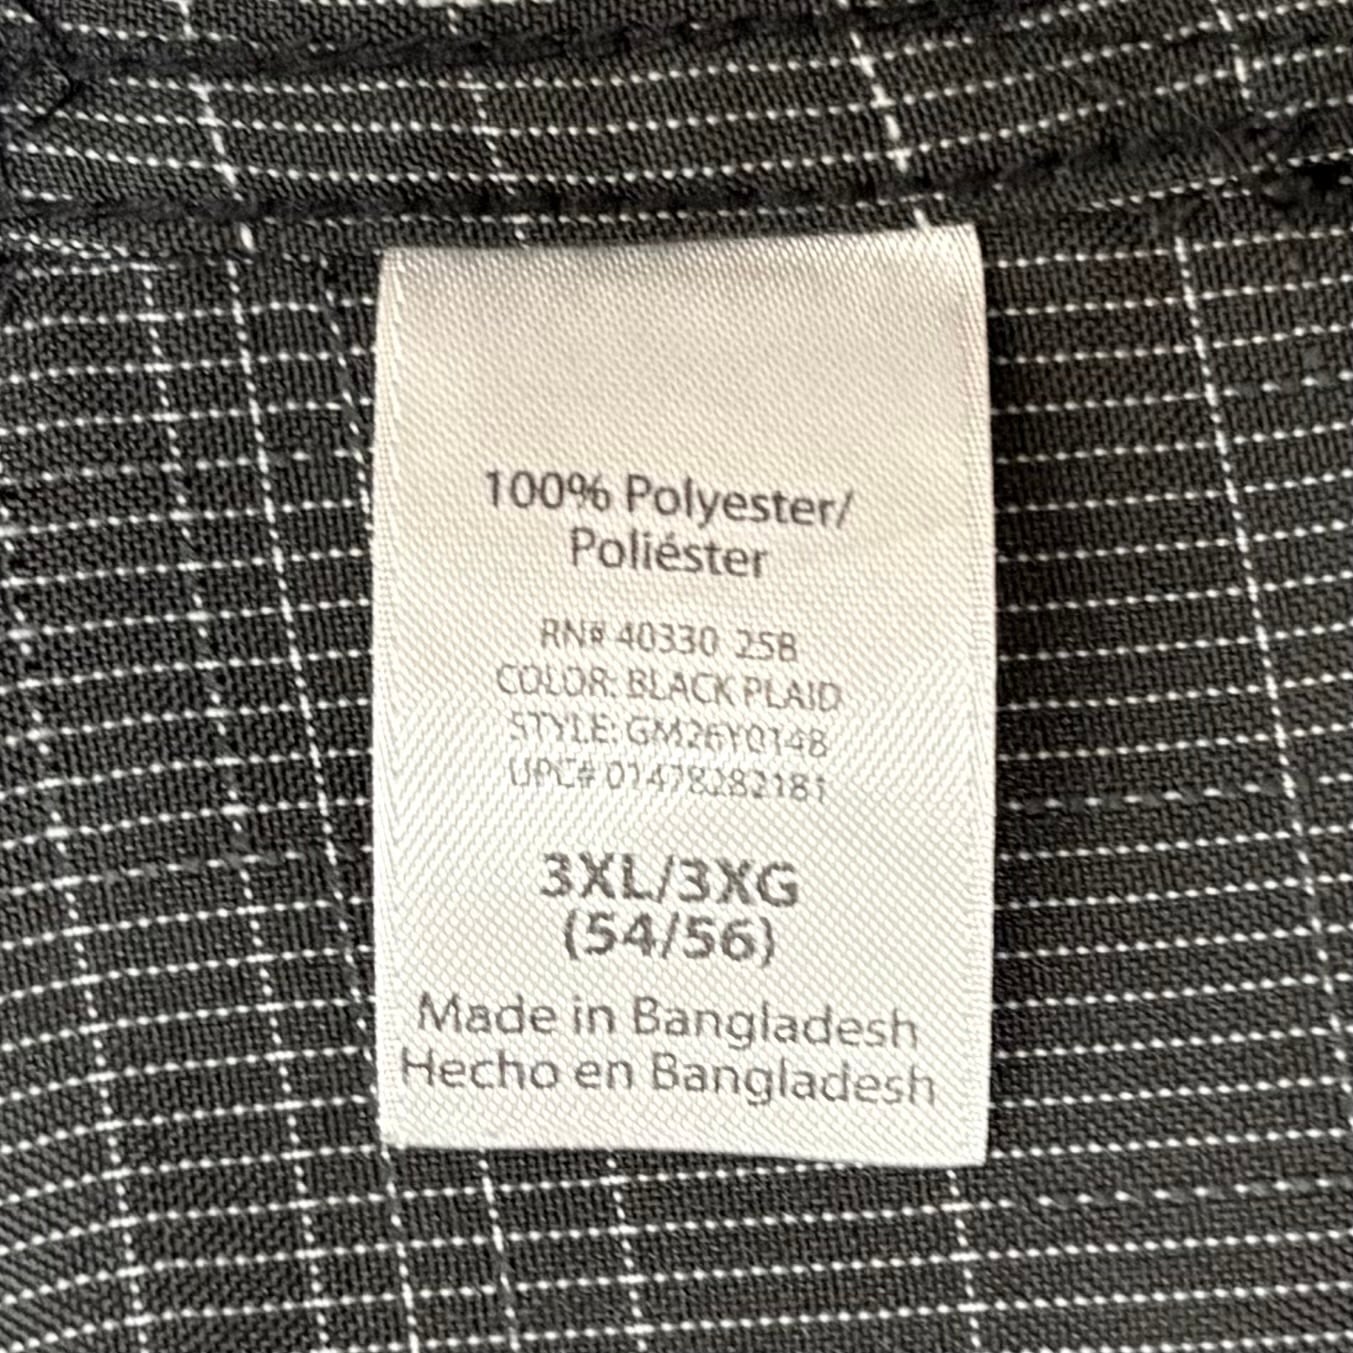 100% Polyester/
Poliéster
RN# 40330 25B
COLOR: BLACK PLAID
STYLE: GM26Y014B
UPC# 01478282181
3XL/3XG
(54/56)
Made in Bangladesh
Hecho en Bangladesh